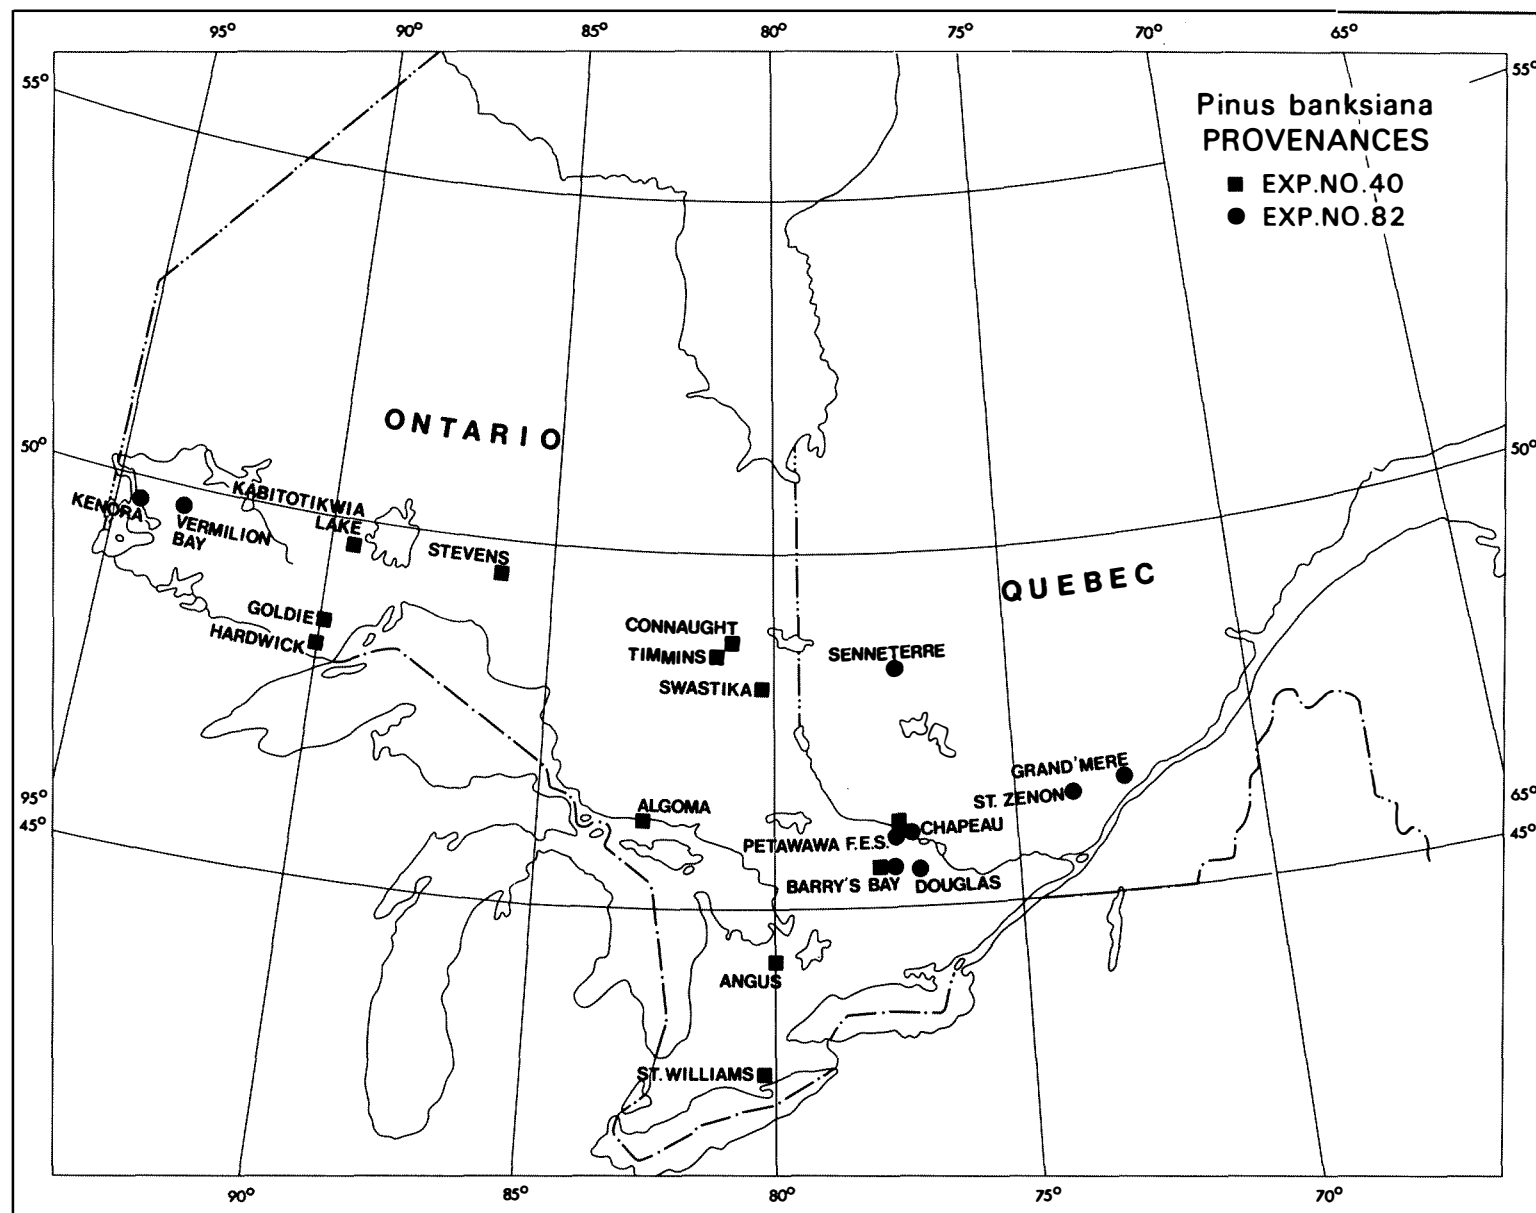 95° 90° 85° 80° 75° 70° 65°
55° 55°
Pinus banksiana
PROVENANCES
EXP.NO.40
EXP.NO.82
ONTARIO
50° 50°
KABITOTIKWIA
LAKE
KENORA
VERMILION
BAY
STEVENS
QUEBEC
GOLDIE
HARDWICK
CONNAUGHT
TIMMINS
SWASTIKA
SENNETERRE
GRAND'MERE
ST. ZENON
95° 65°
45° 45°
ALGOMA
CHAPEAU
PETAWAWA F.E.S.
BARRY'S BAY
DOUGLAS
ANGUS
ST.WILLIAMS
90° 85° 80° 75° 70°